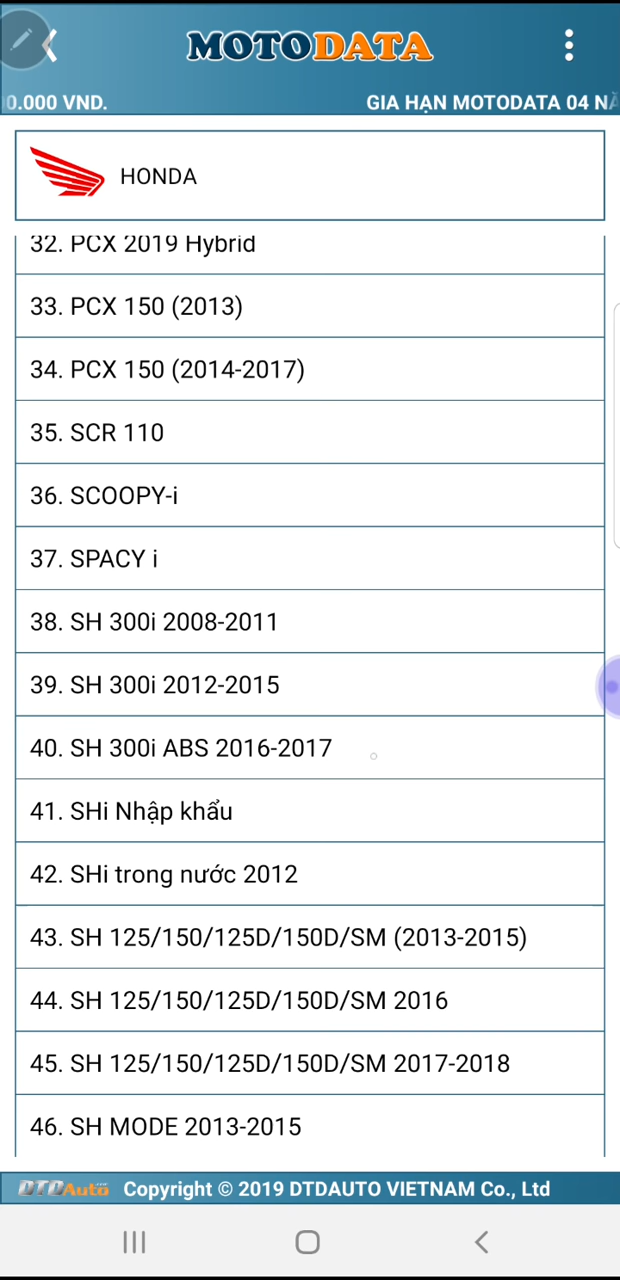 MOTODATA
0.000 VND. GIA HẠN MOTODATA 04 NĂ
HONDA
32. PCX 2019 Hybrid
33. PCX 150 (2013)
34. PCX 150 (2014-2017)
35. SCR 110
36. SCOOPY-i
37. SPACY i
38. SH 300i 2008-2011
39. SH 300i 2012-2015
40. SH 300i ABS 2016-2017
41. SHi Nhập khẩu
42. SHi trong nước 2012
43. SH 125/150/125D/150D/SM (2013-2015)
44. SH 125/150/125D/150D/SM 2016
45. SH 125/150/125D/150D/SM 2017-2018
46. SH MODE 2013-2015
DTDAuto Copyright © 2019 DTDAUTO VIETNAM Co., Ltd